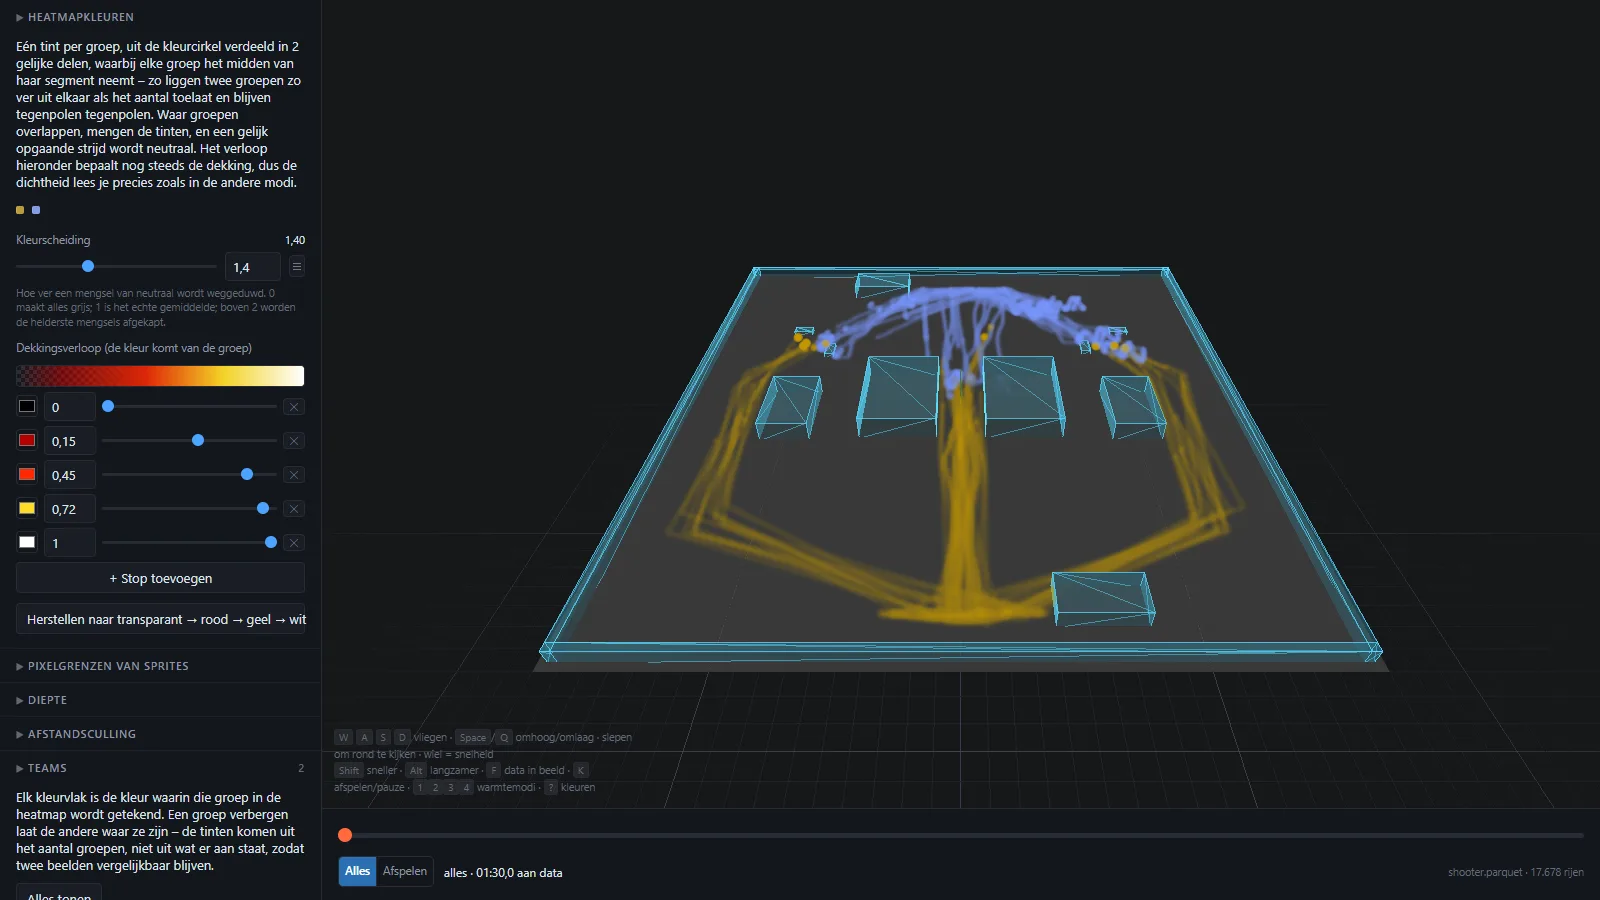 HEATMAPKLEUREN
Eén tint per groep, uit de kleurcirkel verdeeld in 2
gelijke delen, waarbij elke groep het midden van
haar segment neemt – zo liggen twee groepen zo
ver uit elkaar als het aantal toelaat en blijven
tegenpolen tegenpolen. Waar groepen
overlappen, mengen de tinten, en een gelijk
opgaande strijd wordt neutraal. Het verloop
hieronder bepaalt nog steeds de dekking, dus de
dichtheid lees je precies zoals in de andere modi.
Kleurscheiding 1,40
1,4
Hoe ver een mengsel van neutraal wordt weggeduwd. 0
maakt alles grijs; 1 is het echte gemiddelde; boven 2 worden
de helderste mengsels afgekapt.
Dekkingsverloop (de kleur komt van de groep)
0
0,15
0,45
0,72
1
+ Stop toevoegen
Herstellen naar transparant → rood → geel → wit
PIXELGRENZEN VAN SPRITES
DIEPTE
AFSTANDSCULLING
TEAMS 2
Elk kleurvlak is de kleur waarin die groep in de
heatmap wordt getekend. Een groep verbergen
laat de andere waar ze zijn – de tinten komen uit
het aantal groepen, niet uit wat er aan staat, zodat
twee beelden vergelijkbaar blijven.
Alles tonen
W A S D vliegen · Space / Q omhoog/omlaag · slepen
om rond te kijken · wiel = snelheid
Shift sneller · Alt langzamer · F data in beeld · K
afspelen/pauze · 1 2 3 4 warmtemodi · ? kleuren
Alles Afspelen alles · 01:30,0 aan data
shooter.parquet · 17.678 rijen